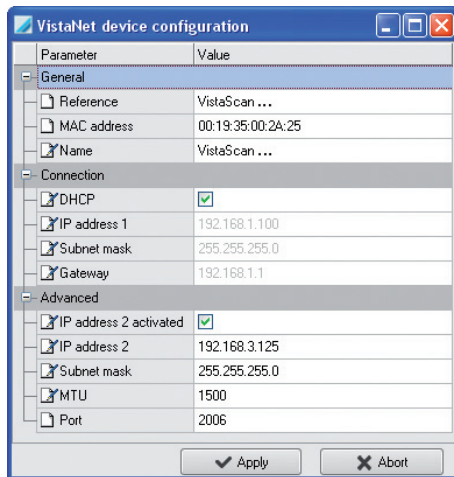 VistaNet device configuration
Parameter Value
General
Reference VistaScan ...
MAC address 00:19:35:00:2A:25
Name VistaScan ...
Connection
DHCP
IP address 1 192.168.1.100
Subnet mask 255.255.255.0
Gateway 192.168.1.1
Advanced
IP address 2 activated
IP address 2 192.168.3.125
Subnet mask 255.255.255.0
MTU 1500
Port 2006
Apply Abort